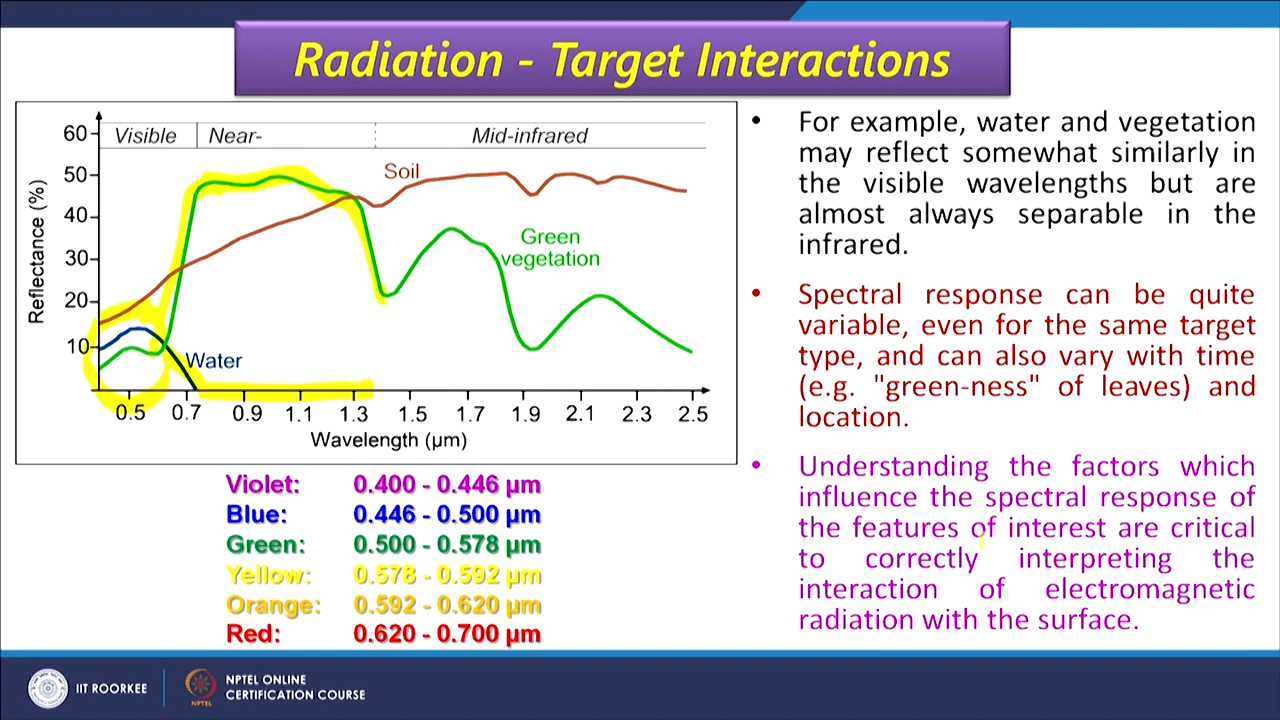 Radiation - Target Interactions
Visible
Near-
Mid-infrared
60
50
40
30
20
10
Reflectance (%)
Soil
Green
vegetation
Water
0.5 0.7 0.9 1.1 1.3 1.5 1.7 1.9 2.1 2.3 2.5
Wavelength (µm)
Violet: 0.400 - 0.446 µm
Blue: 0.446 - 0.500 µm
Green: 0.500 - 0.578 µm
Yellow: 0.578 - 0.592 µm
Orange: 0.592 - 0.620 µm
Red: 0.620 - 0.700 µm
• For example, water and vegetation
may reflect somewhat similarly in
the visible wavelengths but are
almost always separable in the
infrared.
• Spectral response can be quite
variable, even for the same target
type, and can also vary with time
(e.g. "green-ness" of leaves) and
location.
• Understanding the factors which
influence the spectral response of
the features of interest are critical
to correctly interpreting the
interaction of electromagnetic
radiation with the surface.
IIT ROORKEE
NPTEL
NPTEL ONLINE
CERTIFICATION COURSE